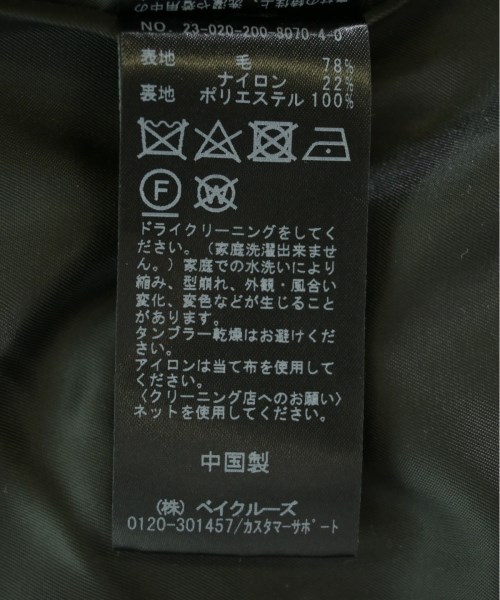 NO. 23-020-200-8070-4-0
表地 毛 78%
ナイロン 22%
裏地 ポリエステル 100%
F
W
ドライクリーニングをしてく
ださい。(家庭洗濯出来ませ
ん。)家庭での水洗いにより
縮み、型崩れ、外観・風合い
変化、変色などが生じること
があります。
タンブラー乾燥はお避けくだ
さい。
アイロンは当て布を使用して
ください。
〈クリーニング店へのお願い〉
ネットを使用してください。
中国製
(株) ベイクルーズ
0120-301457/カスタマーサポート